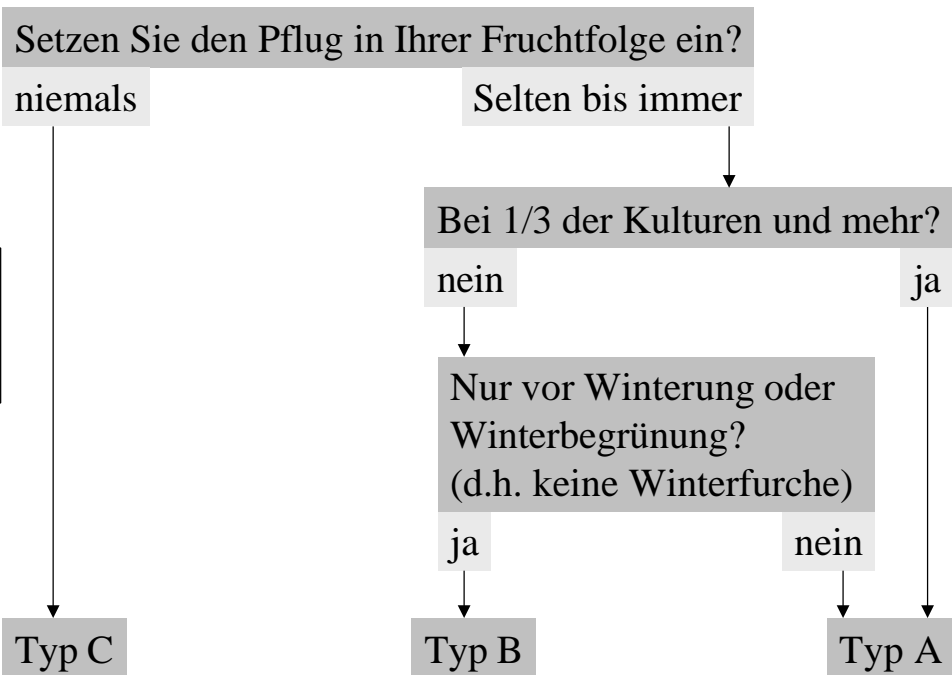 Setzen Sie den Pflug in Ihrer Fruchtfolge ein?
niemals
Selten bis immer
Bei 1/3 der Kulturen und mehr?
nein
ja
Nur vor Winterung oder
Winterbegrünung?
(d.h. keine Winterfurche)
ja
nein
Typ C
Typ B
Typ A